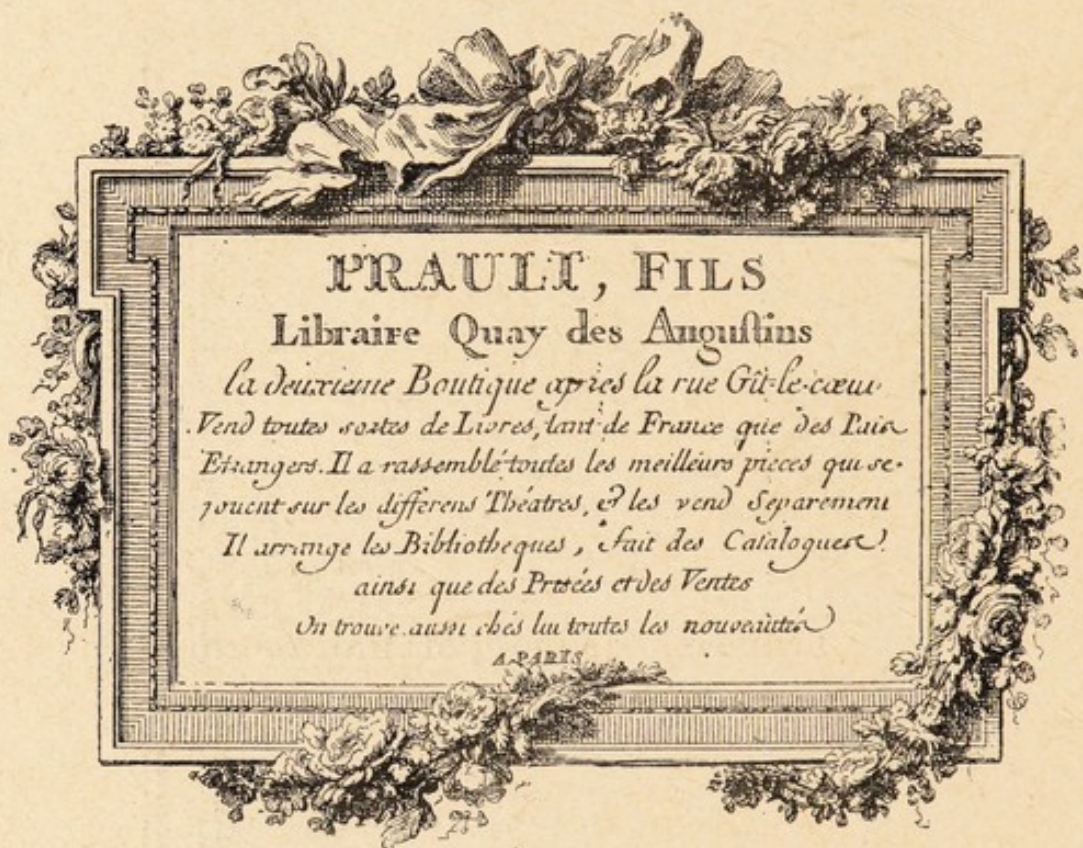 PRAULT, FILS
Libraire Quay des Augustins
la deuxieme Boutique apres la rue Gît-le-cœur
Vend toutes sortes de Livres, tant de France que des Païs
Etrangers. Il a rassemblé toutes les meilleurs pieces qui se
jouent sur les differens Théatres, & les vend Separement
Il arrange les Bibliotheques, fait des Catalogues
ainsi que des Prisées et des Ventes
On trouve aussi chés lui toutes les nouveautés
A PARIS